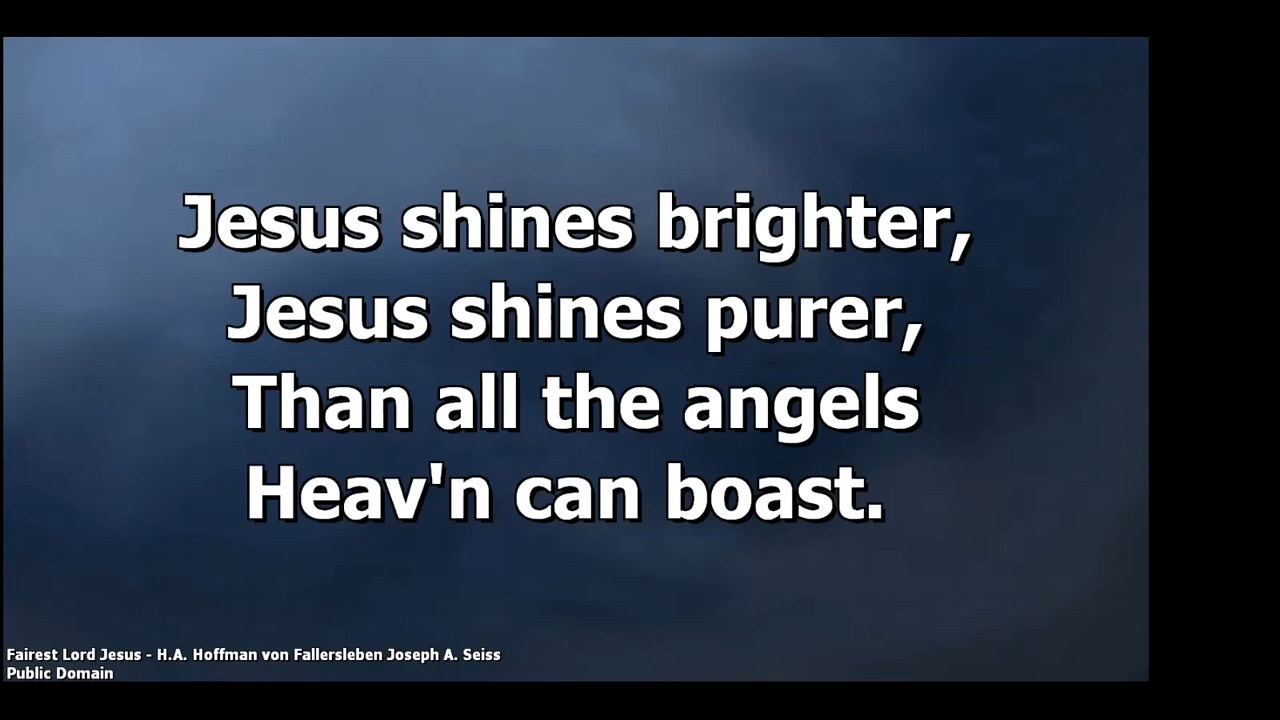 Jesus shines brighter,
Jesus shines purer,
Than all the angels
Heav'n can boast.
Fairest Lord Jesus - H.A. Hoffman von Fallersleben Joseph A. Seiss
Public Domain